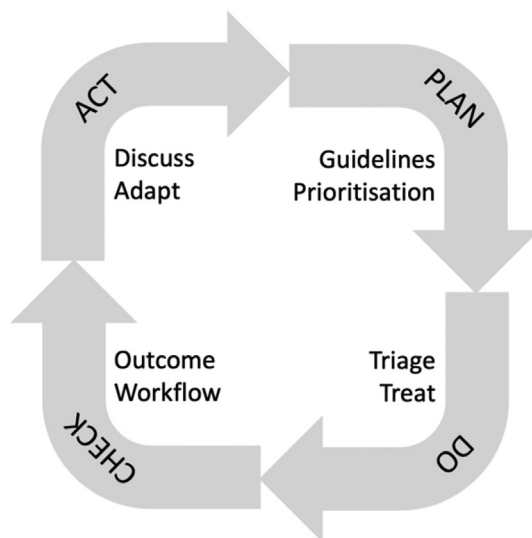 ACT
PLAN
Discuss
Adapt
Guidelines
Prioritisation
Outcome
Workflow
Triage
Treat
CHECK
DO